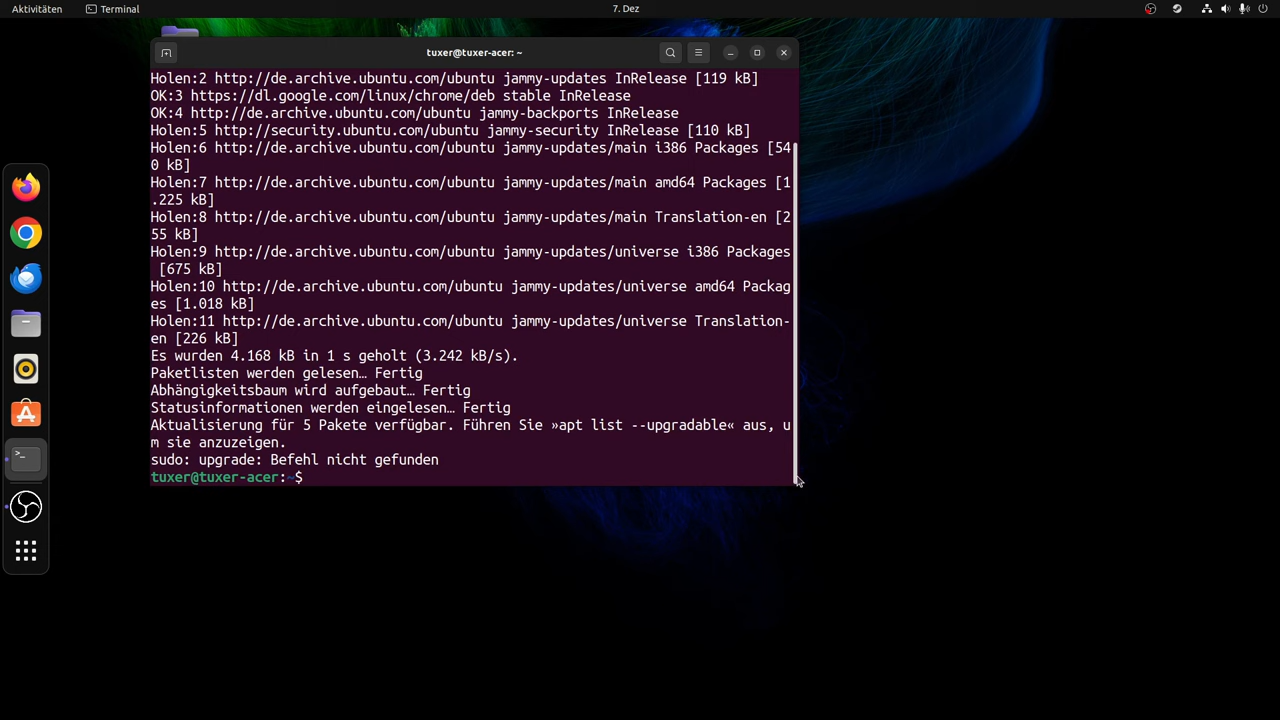 Aktivitäten
Terminal
7. Dez
tuxer@tuxer-acer: ~
Holen:2 http://de.archive.ubuntu.com/ubuntu jammy-updates InRelease [119 kB]
OK:3 https://dl.google.com/linux/chrome/deb stable InRelease
OK:4 http://de.archive.ubuntu.com/ubuntu jammy-backports InRelease
Holen:5 http://security.ubuntu.com/ubuntu jammy-security InRelease [110 kB]
Holen:6 http://de.archive.ubuntu.com/ubuntu jammy-updates/main i386 Packages [54
0 kB]
Holen:7 http://de.archive.ubuntu.com/ubuntu jammy-updates/main amd64 Packages [1
.225 kB]
Holen:8 http://de.archive.ubuntu.com/ubuntu jammy-updates/main Translation-en [2
55 kB]
Holen:9 http://de.archive.ubuntu.com/ubuntu jammy-updates/universe i386 Packages
[675 kB]
Holen:10 http://de.archive.ubuntu.com/ubuntu jammy-updates/universe amd64 Packag
es [1.018 kB]
Holen:11 http://de.archive.ubuntu.com/ubuntu jammy-updates/universe Translation-
en [226 kB]
Es wurden 4.168 kB in 1 s geholt (3.242 kB/s).
Paketlisten werden gelesen… Fertig
Abhängigkeitsbaum wird aufgebaut… Fertig
Statusinformationen werden eingelesen… Fertig
Aktualisierung für 5 Pakete verfügbar. Führen Sie »apt list --upgradable« aus, u
m sie anzuzeigen.
sudo: upgrade: Befehl nicht gefunden
tuxer@tuxer-acer:~$